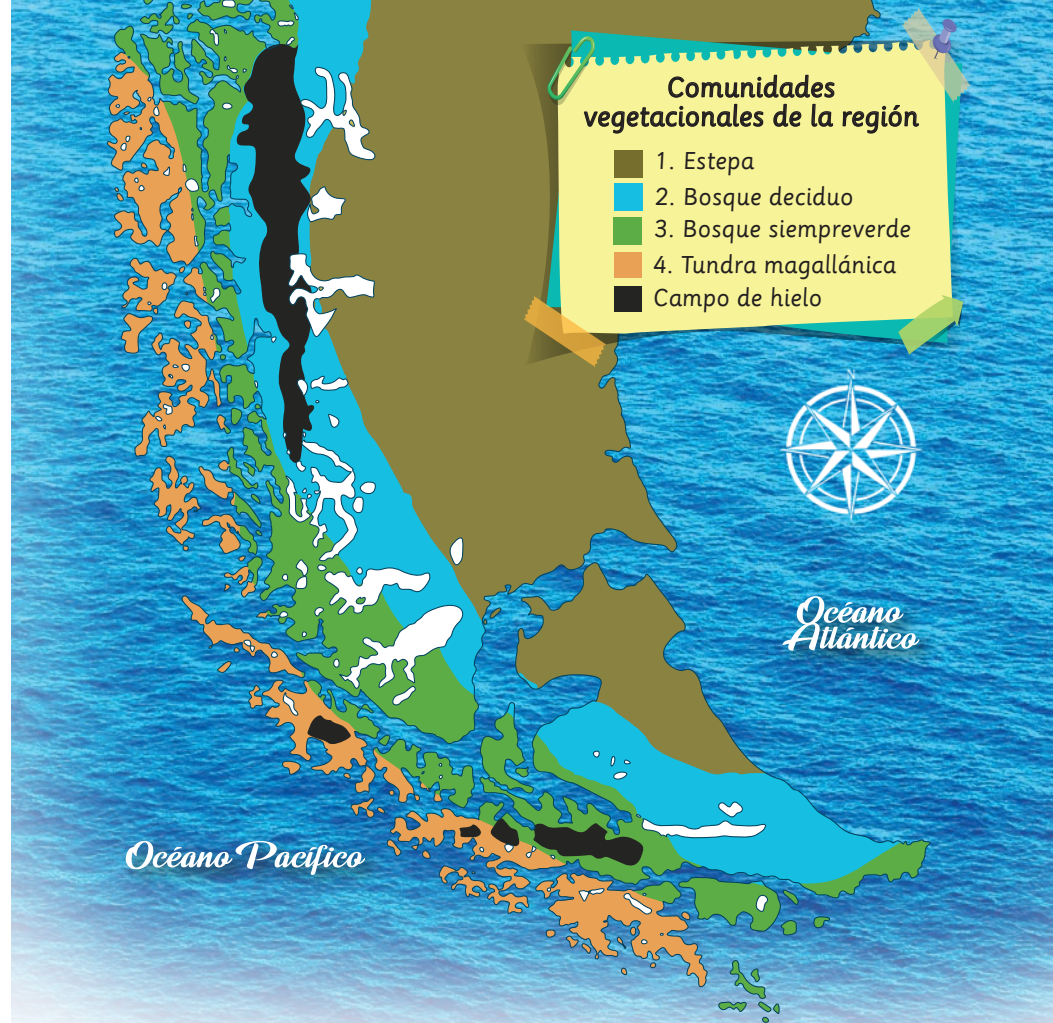 Comunidades
vegetacionales de la región
1. Estepa
2. Bosque deciduo
3. Bosque siempreverde
4. Tundra magallánica
Campo de hielo
Océano
Atlántico
Océano Pacífico